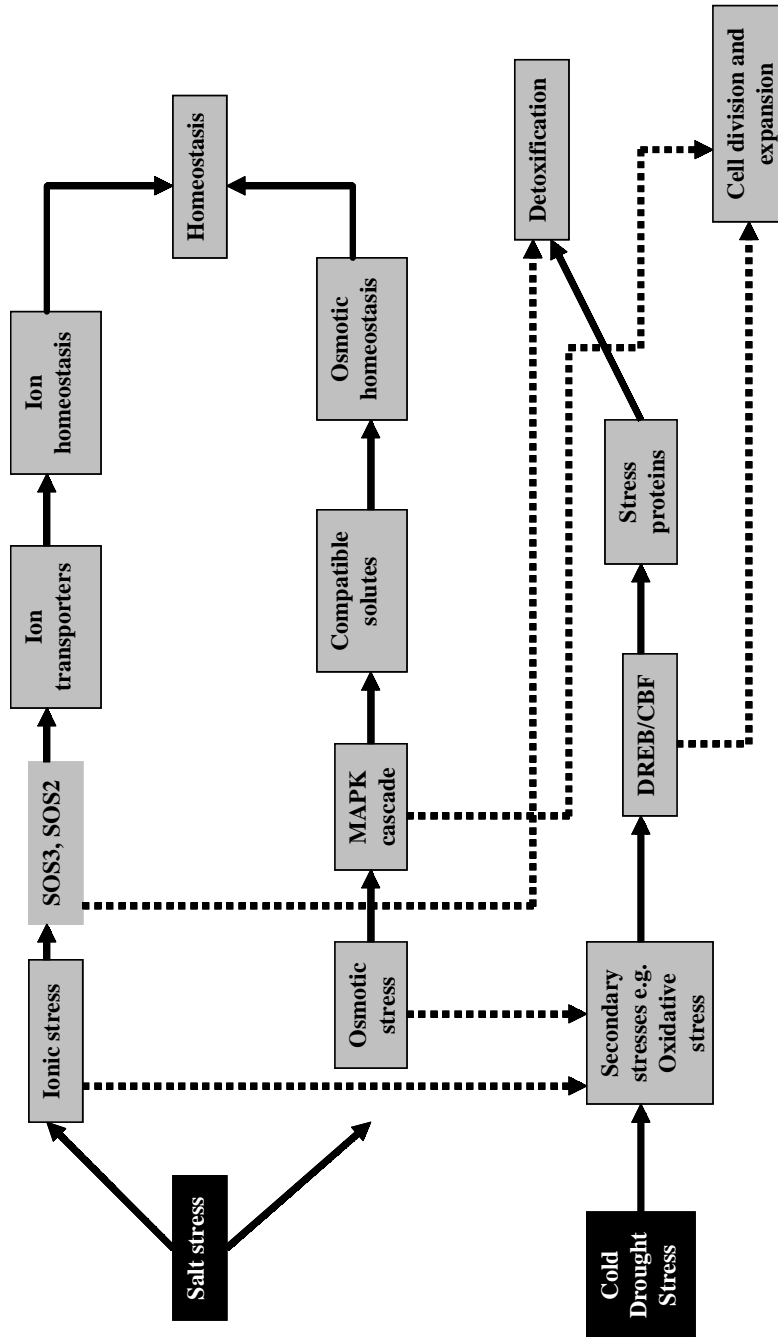 Salt stress
Ionic stress
SOS3, SOS2
Ion
transporters
Ion
homeostasis
Homeostasis
Osmotic
stress
MAPK
cascade
Compatible
solutes
Osmotic
homeostasis
Cold
Drought
Stress
Secondary
stresses e.g.
Oxidative
stress
DREB/CBF
Stress
proteins
Detoxification
Cell division and
expansion